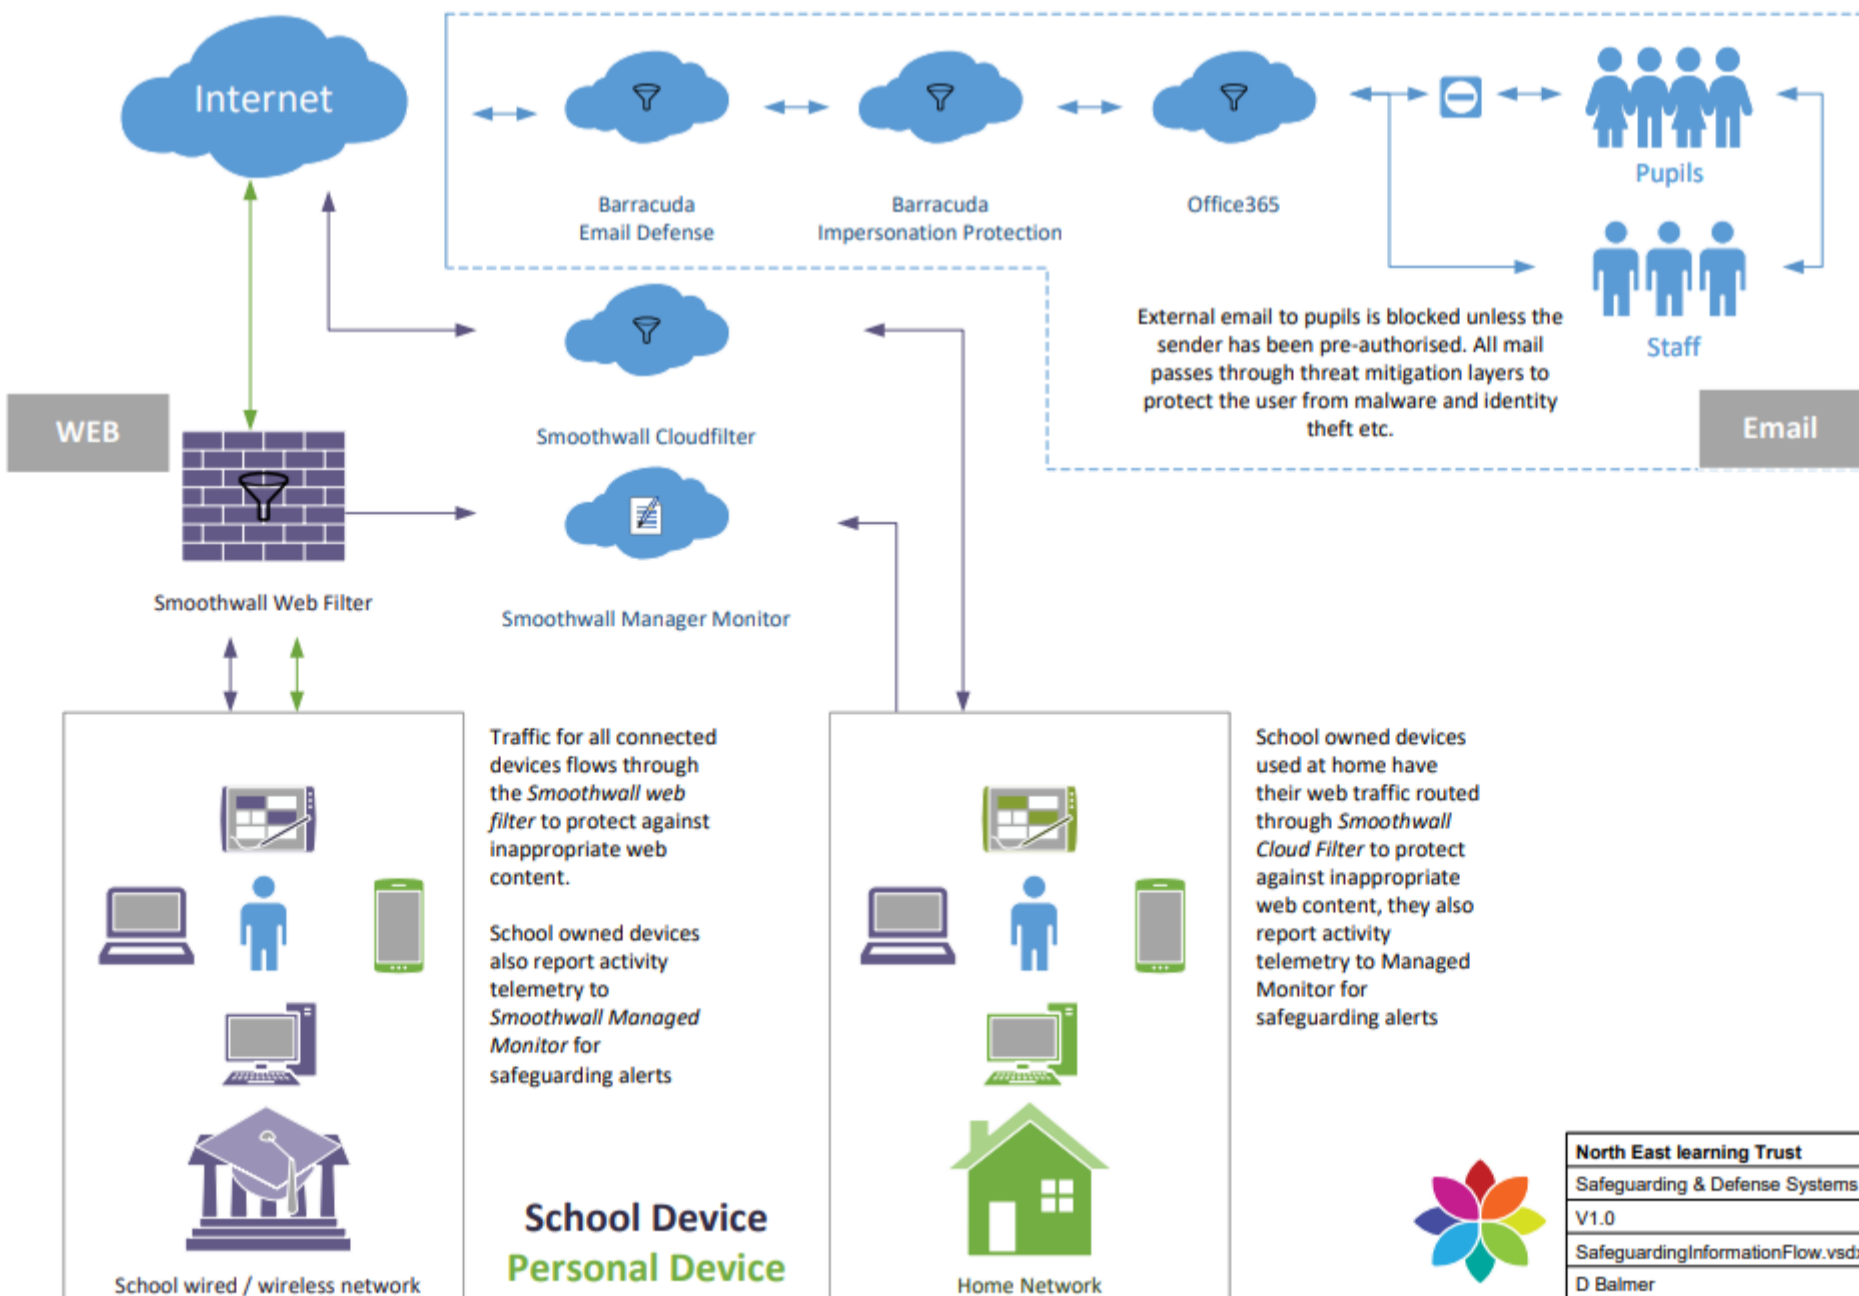 Internet
Barracuda
Email Defense
Barracuda
Impersonation Protection
Office365
Pupils
Staff
External email to pupils is blocked unless the
sender has been pre-authorised. All mail
passes through threat mitigation layers to
protect the user from malware and identity
theft etc.
Email
WEB
Smoothwall Cloudfilter
Smoothwall Web Filter
Smoothwall Manager Monitor
Traffic for all connected
devices flows through
the Smoothwall web
filter to protect against
inappropriate web
content.
School owned devices
also report activity
telemetry to
Smoothwall Managed
Monitor for
safeguarding alerts
School owned devices
used at home have
their web traffic routed
through Smoothwall
Cloud Filter to protect
against inappropriate
web content, they also
report activity
telemetry to Managed
Monitor for
safeguarding alerts
School Device
Personal Device
School wired / wireless network
Home Network
North East learning Trust
Safeguarding & Defense Systems
V1.0
SafeguardingInformationFlow.vsdx
D Balmer